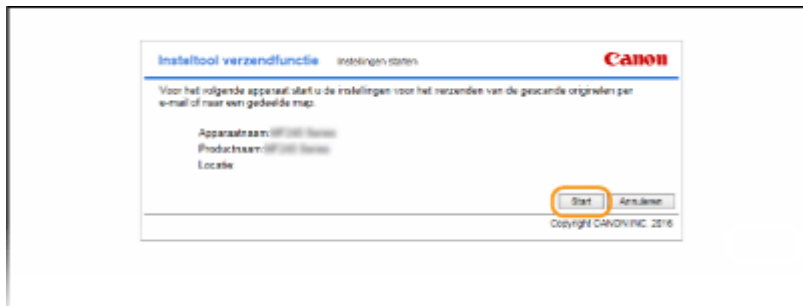 Insteltool verzendfunctie Instellingen starten Canon
Voor het volgende apparaat start u de instellingen voor het verzenden van de gescande originelen per
e-mail of naar een gedeelde map.
Apparaatnaam:
Productnaam:
Locatie:
Start Annuleren
Copyright CANON INC. 2016